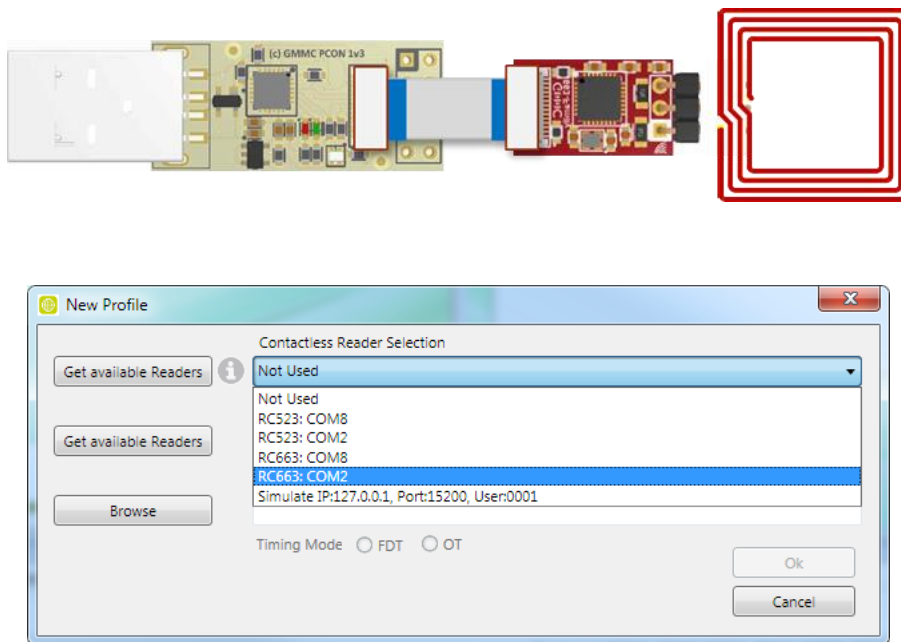 (c) GMMC PCON 1v3
New Profile
Contactless Reader Selection
Get available Readers
Not Used
Not Used
RC523: COM8
RC523: COM2
Get available Readers
RC663: COM8
RC663: COM2
Simulate IP:127.0.0.1, Port:15200, User:0001
Browse
Timing Mode FDT OT
Ok
Cancel